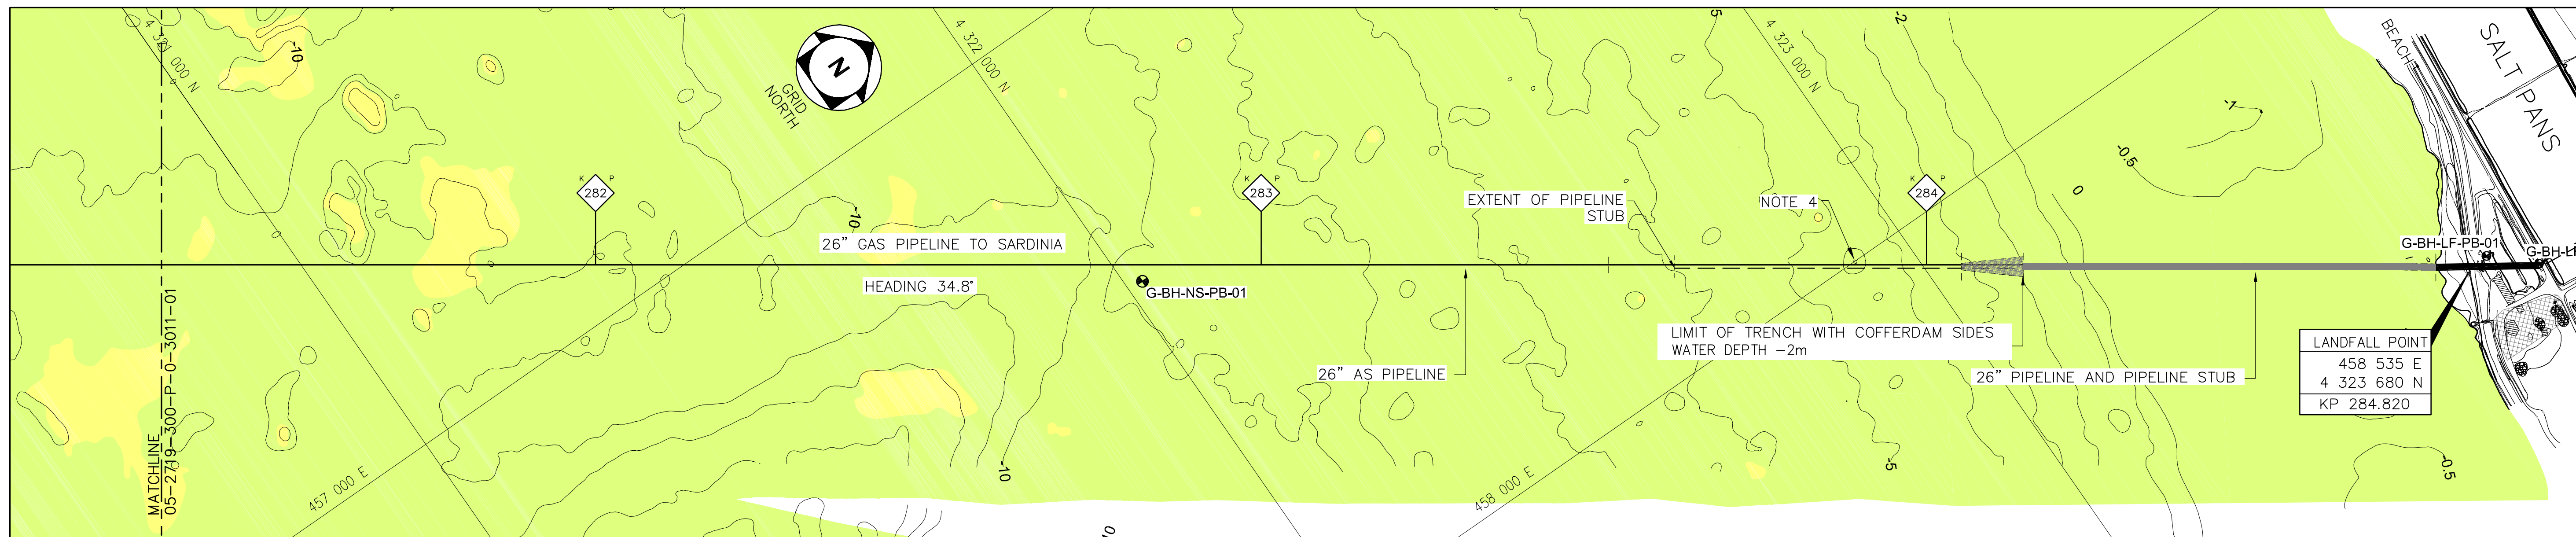 4 321 000 N
-10
GRID
NORTH
N
4 322 000 N
5
4 323 000 N
-2
BEACH
SALT PANS
-1
-0.5
0
K P
282
K P
283
K P
284
-10
EXTENT OF PIPELINE
STUB
NOTE 4
26” GAS PIPELINE TO SARDINIA
HEADING 34.8°
G-BH-NS-PB-01
G-BH-LF-PB-01
LIMIT OF TRENCH WITH COFFERDAM SIDES
WATER DEPTH -2m
26” AS PIPELINE
26” PIPELINE AND PIPELINE STUB
LANDFALL POINT
458 535 E
4 323 680 N
KP 284.820
MATCHLINE
05-2719-300-P-0-3011-01
457 000 E
-10
458 000 E
-5
-0.5